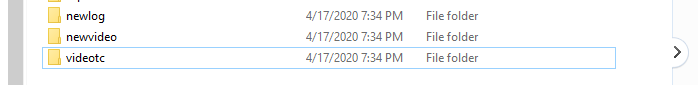 newlog 4/17/2020 7:34 PM File folder
newvideo 4/17/2020 7:34 PM File folder
videotc 4/17/2020 7:34 PM File folder